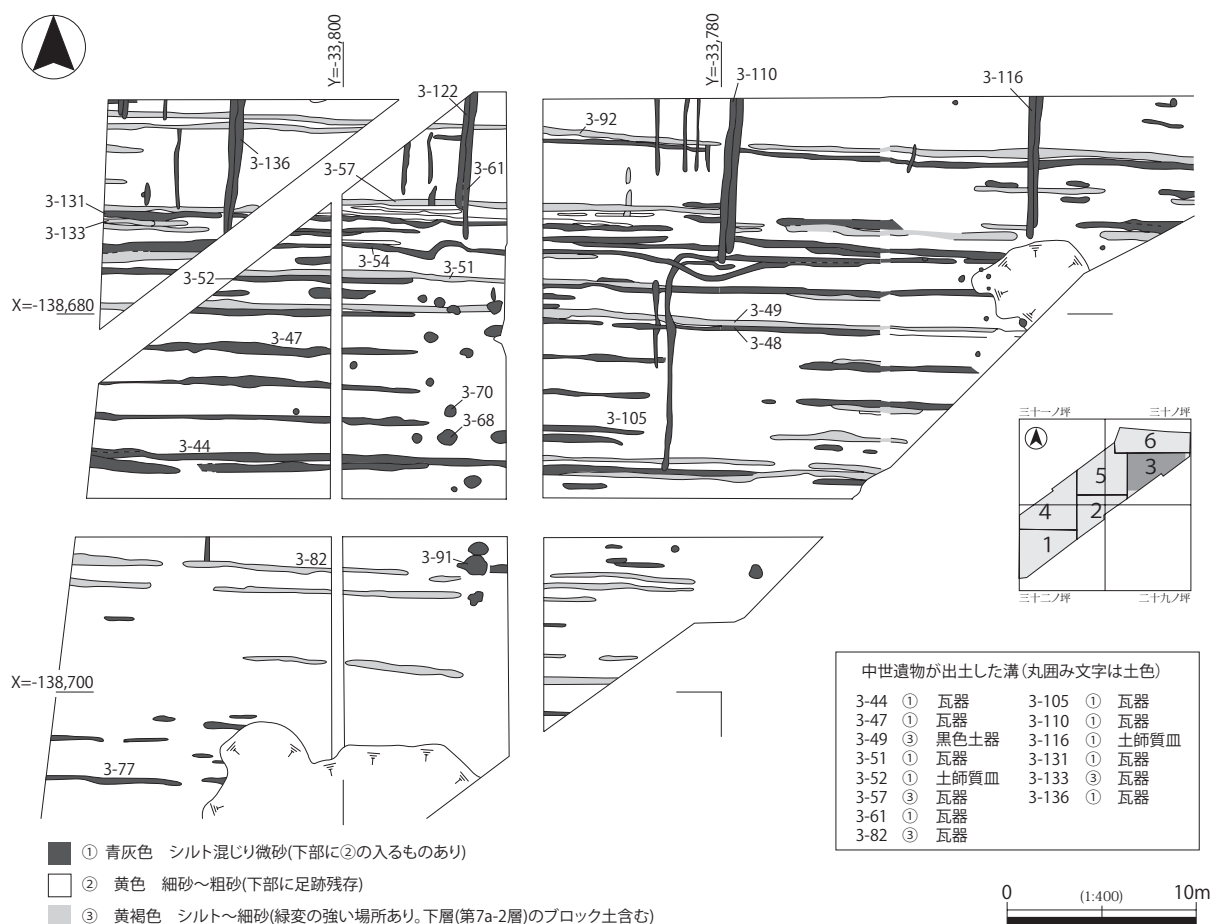 Y=-33,800
Y=-33,780
3-122
3-110
3-116
3-92
3-136
3-57
3-61
3-131
3-133
3-54
3-51
3-52
X=-138,680
3-49
3-48
3-47
3-70
3-68
3-105
3-44
三十一ノ坪 三十ノ坪
6
3
5
4
2
1
三十二ノ坪 二十九ノ坪
3-82
3-91
X=-138,700
3-77
中世遺物が出土した溝(丸囲み文字は土色)
3-44 ① 瓦器 3-105 ① 瓦器
3-47 ① 瓦器 3-110 ① 瓦器
3-49 ③ 黒色土器 3-116 ① 土師質皿
3-51 ① 瓦器 3-131 ① 瓦器
3-52 ① 土師質皿 3-133 ③ 瓦器
3-57 ③ 瓦器 3-136 ① 瓦器
3-61 ① 瓦器
3-82 ③ 瓦器
① 青灰色 シルト混じり微砂(下部に②の入るものあり)
② 黄色 細砂～粗砂(下部に足跡残存)
③ 黄褐色 シルト～細砂(緑変の強い場所あり。下層(第7a-2層)のブロック土含む)
0 (1:400) 10m